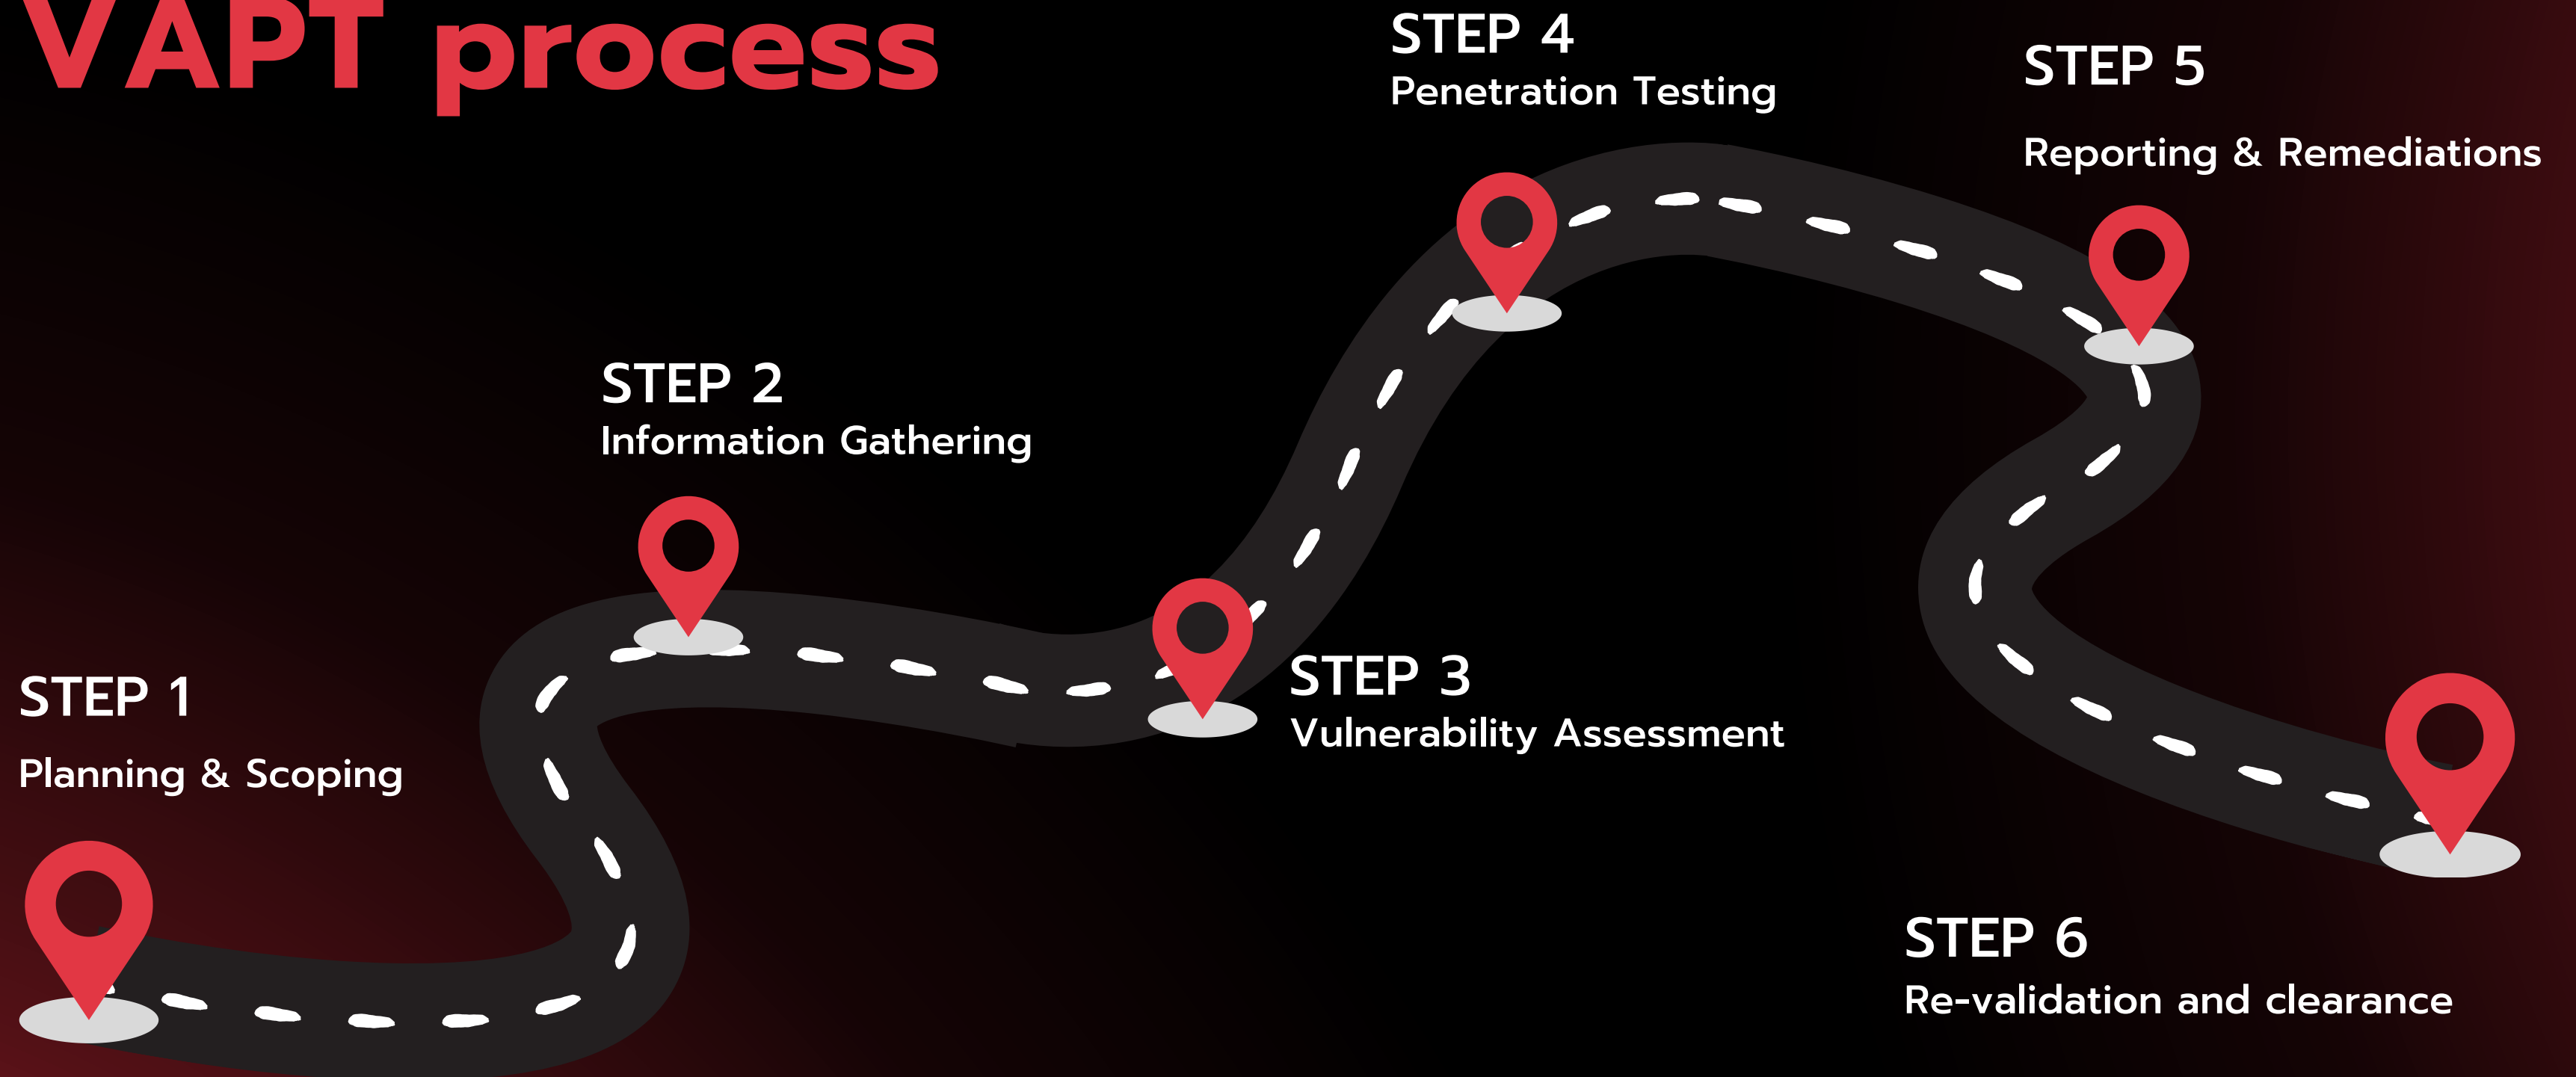 VAPT process
STEP 1
Planning & Scoping
STEP 2
Information Gathering
STEP 3
Vulnerability Assessment
STEP 4
Penetration Testing
STEP 5
Reporting & Remediations
STEP 6
Re-validation and clearance